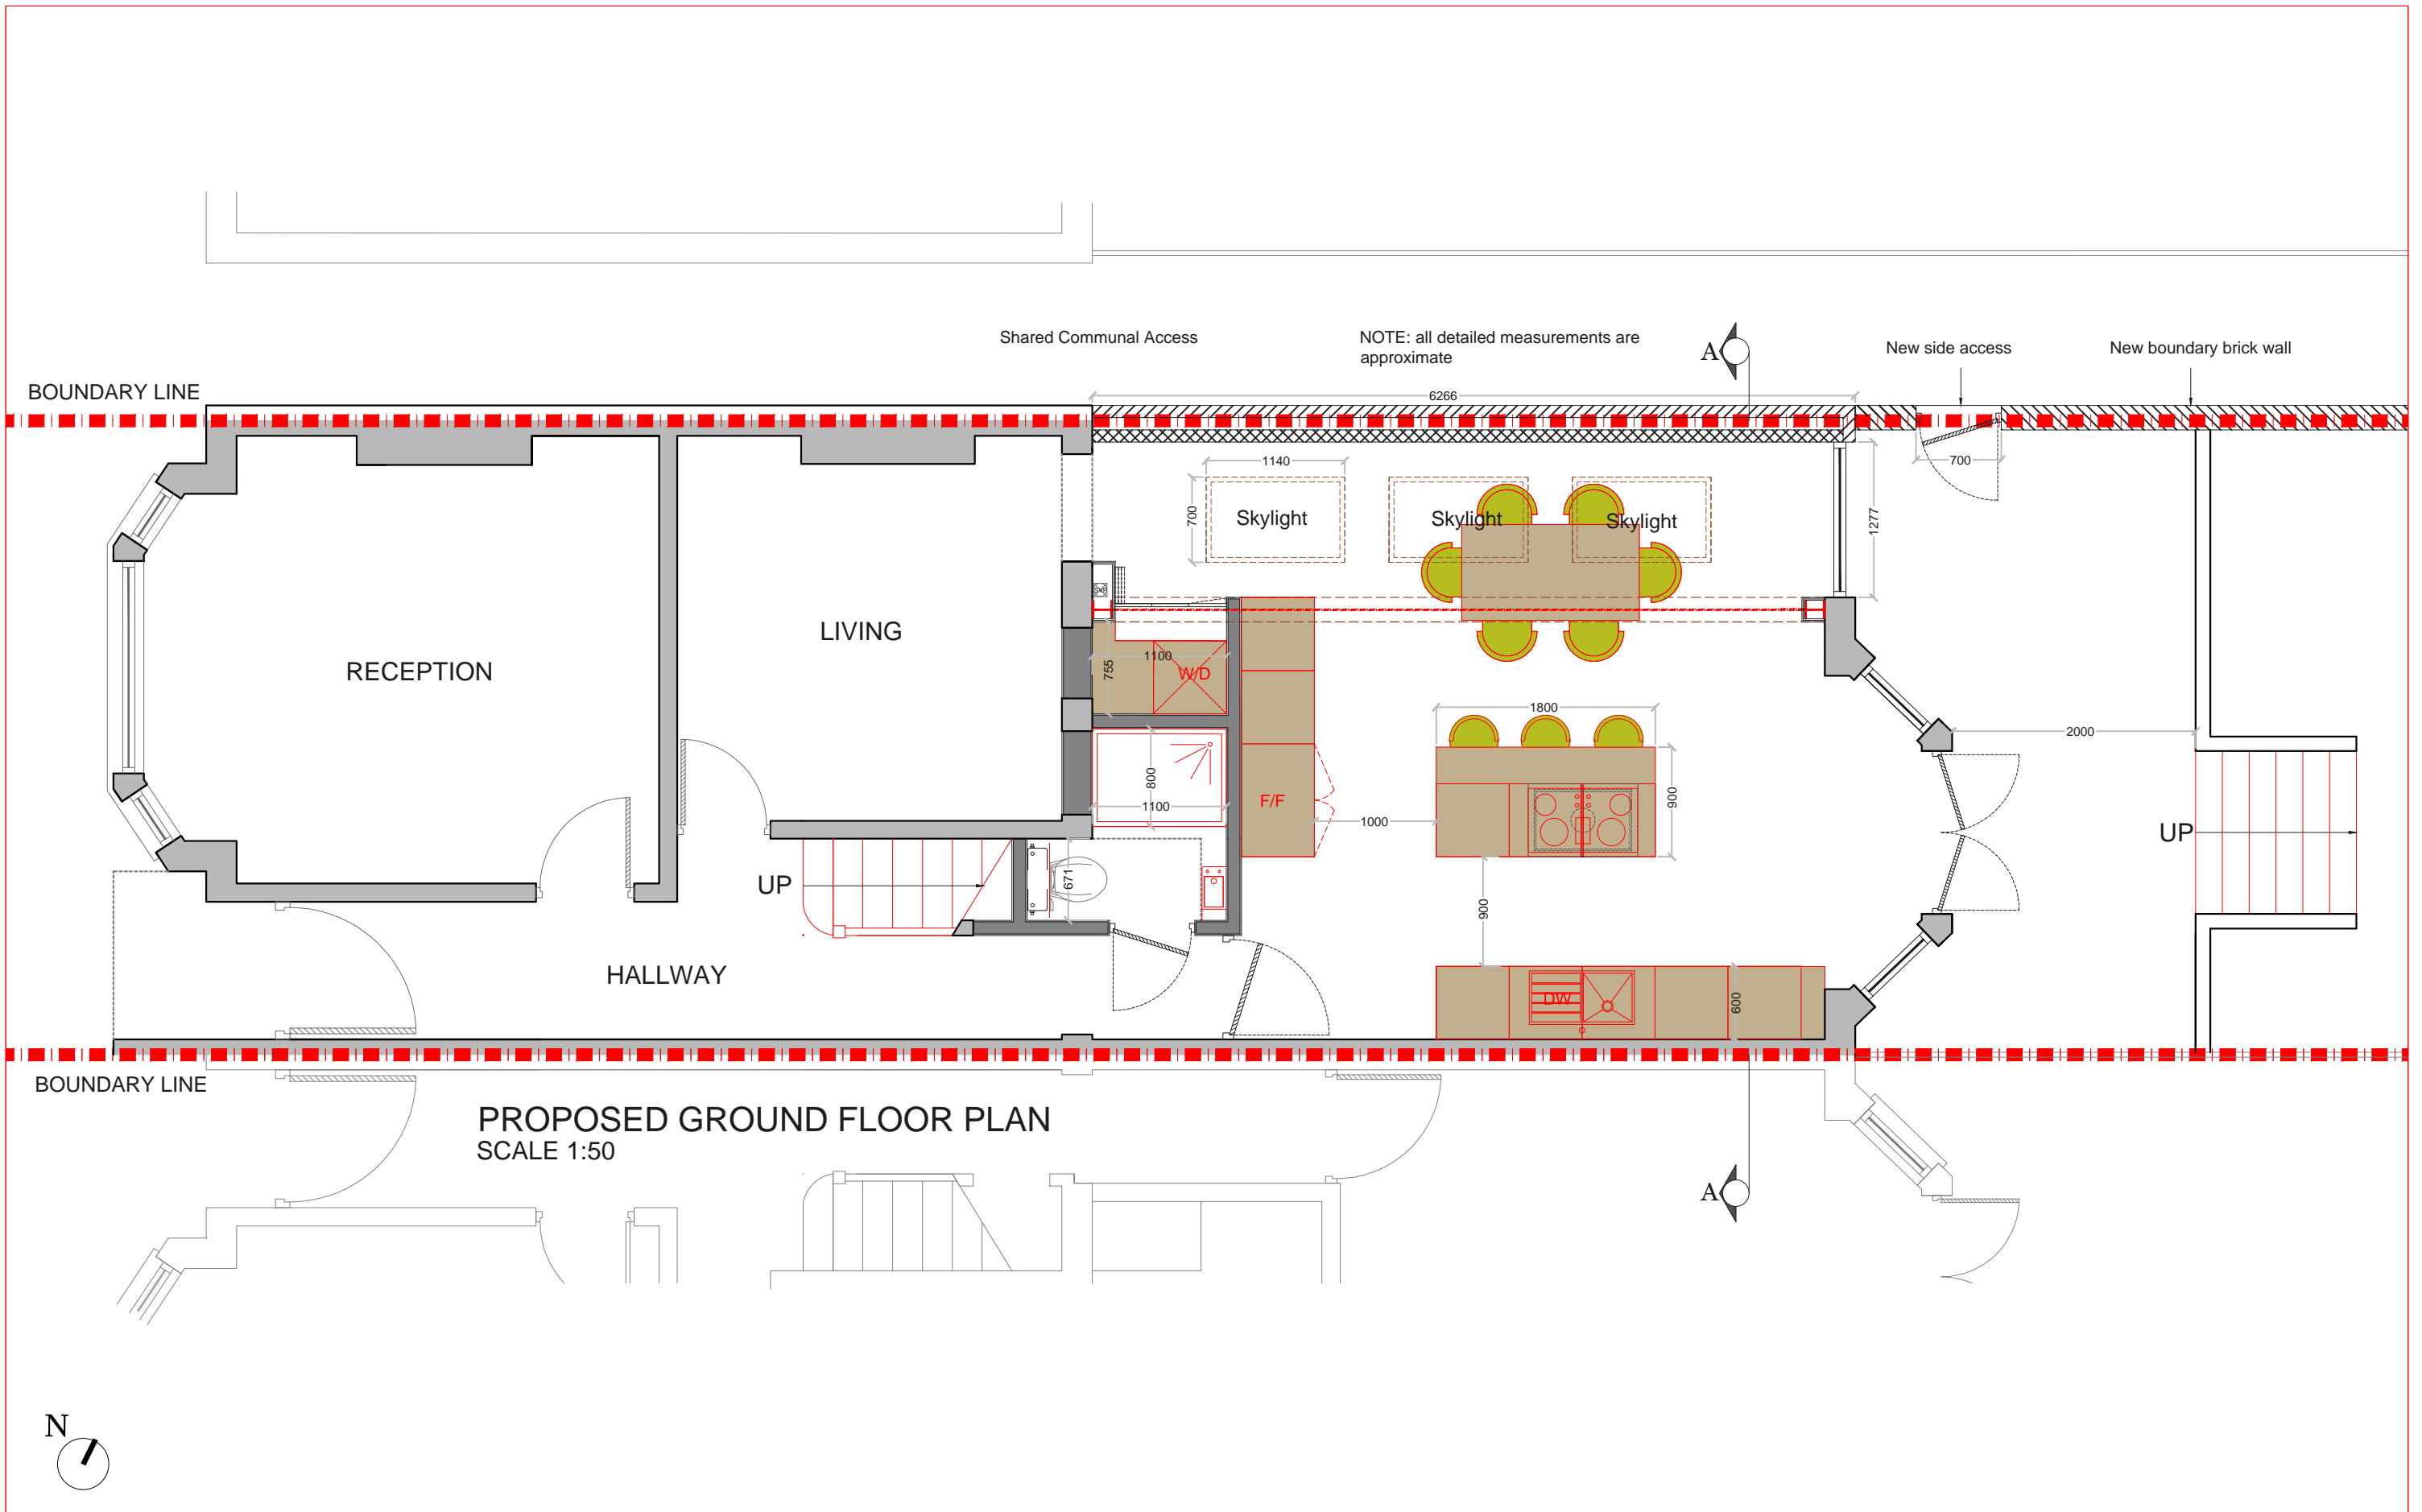 Shared Communal Access
NOTE: all detailed measurements are
approximate
A
New side access
New boundary brick wall
BOUNDARY LINE
6266
1140
700
700
Skylight
Skylight
Skylight
1277
LIVING
RECEPTION
1100
755
W/D
1800
2000
800
1100
F/F
1000
900
UP
UP
671
900
HALLWAY
DW
600
BOUNDARY LINE
PROPOSED GROUND FLOOR PLAN
SCALE 1:50
A
N